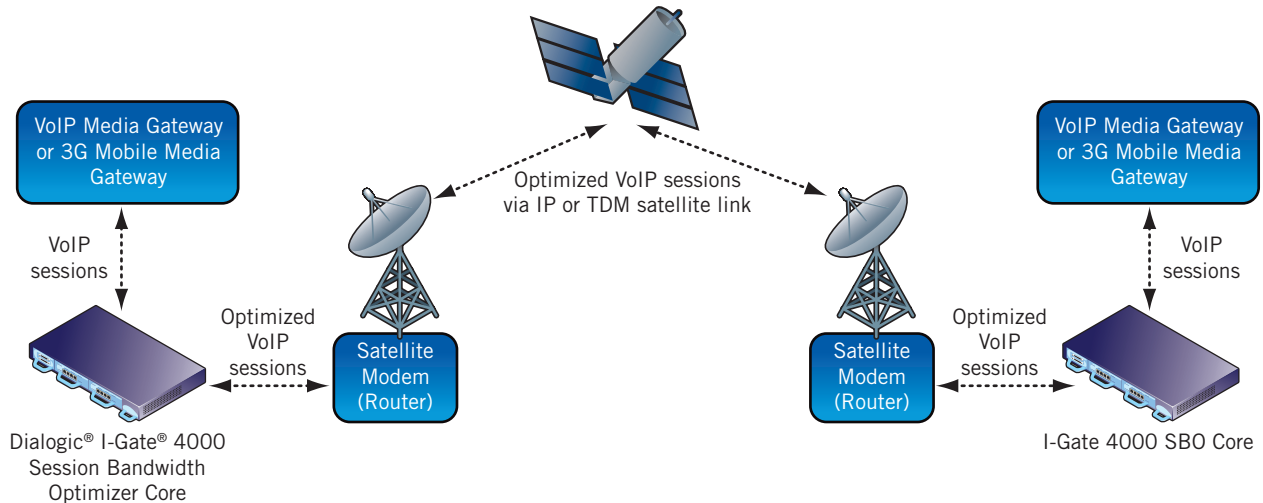 VoIP Media Gateway
or 3G Mobile Media
Gateway
VoIP
sessions
Dialogic® I-Gate® 4000
Session Bandwidth
Optimizer Core
Optimized
VoIP
sessions
Satellite
Modem
(Router)
Optimized VoIP sessions
via IP or TDM satellite link
Satellite
Modem
(Router)
Optimized
VoIP
sessions
VoIP Media Gateway
or 3G Mobile Media
Gateway
VoIP
sessions
I-Gate 4000 SBO Core